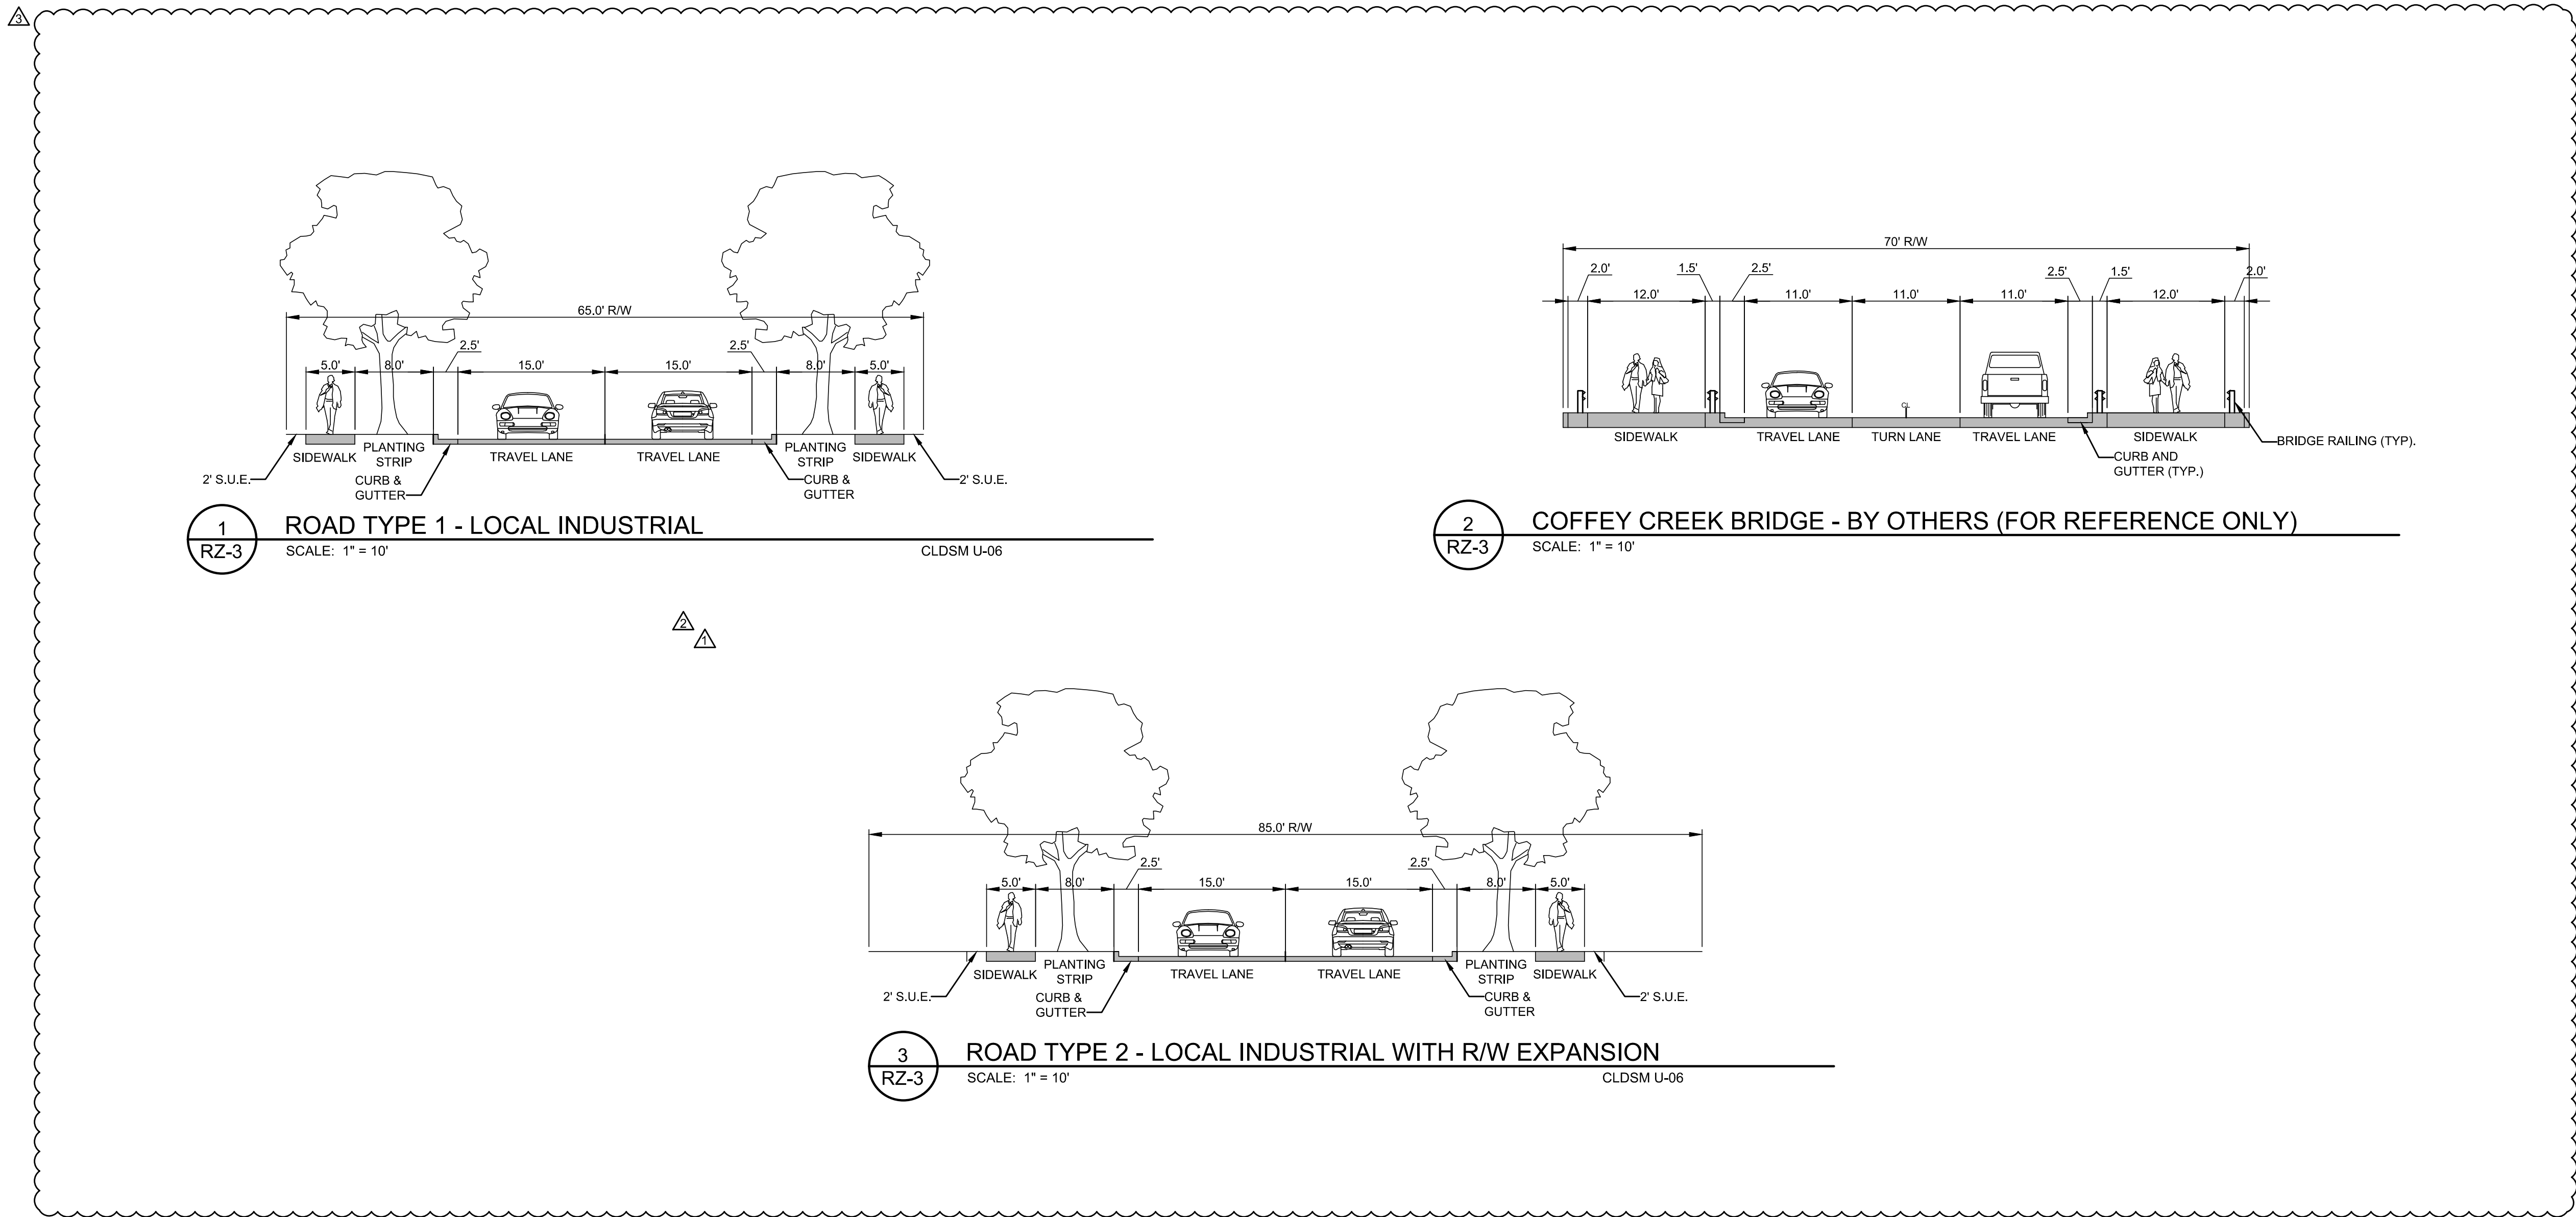 3
65.0' R/W
2.5'
2.5'
5.0'
8.0'
15.0'
15.0'
8.0'
5.0'
SIDEWALK
PLANTING
STRIP
TRAVEL LANE
TRAVEL LANE
PLANTING
STRIP
SIDEWALK
2' S.U.E.
CURB &
GUTTER
CURB &
GUTTER
2' S.U.E.
1
RZ-3
ROAD TYPE 1 - LOCAL INDUSTRIAL
SCALE: 1" = 10'
CLDSM U-06
70' R/W
2.0'
1.5'
2.5'
2.5'
1.5'
2.0'
12.0'
11.0'
11.0'
11.0'
12.0'
CL
SIDEWALK
TRAVEL LANE
TURN LANE
TRAVEL LANE
SIDEWALK
BRIDGE RAILING (TYP).
CURB AND
GUTTER (TYP.)
2
RZ-3
COFFEY CREEK BRIDGE - BY OTHERS (FOR REFERENCE ONLY)
SCALE: 1" = 10'
2
1
85.0' R/W
2.5'
2.5'
5.0'
8.0'
15.0'
15.0'
8.0'
5.0'
SIDEWALK
PLANTING
STRIP
TRAVEL LANE
TRAVEL LANE
PLANTING
STRIP
SIDEWALK
2' S.U.E.
CURB &
GUTTER
CURB &
GUTTER
2' S.U.E.
3
RZ-3
ROAD TYPE 2 - LOCAL INDUSTRIAL WITH R/W EXPANSION
SCALE: 1" = 10'
CLDSM U-06